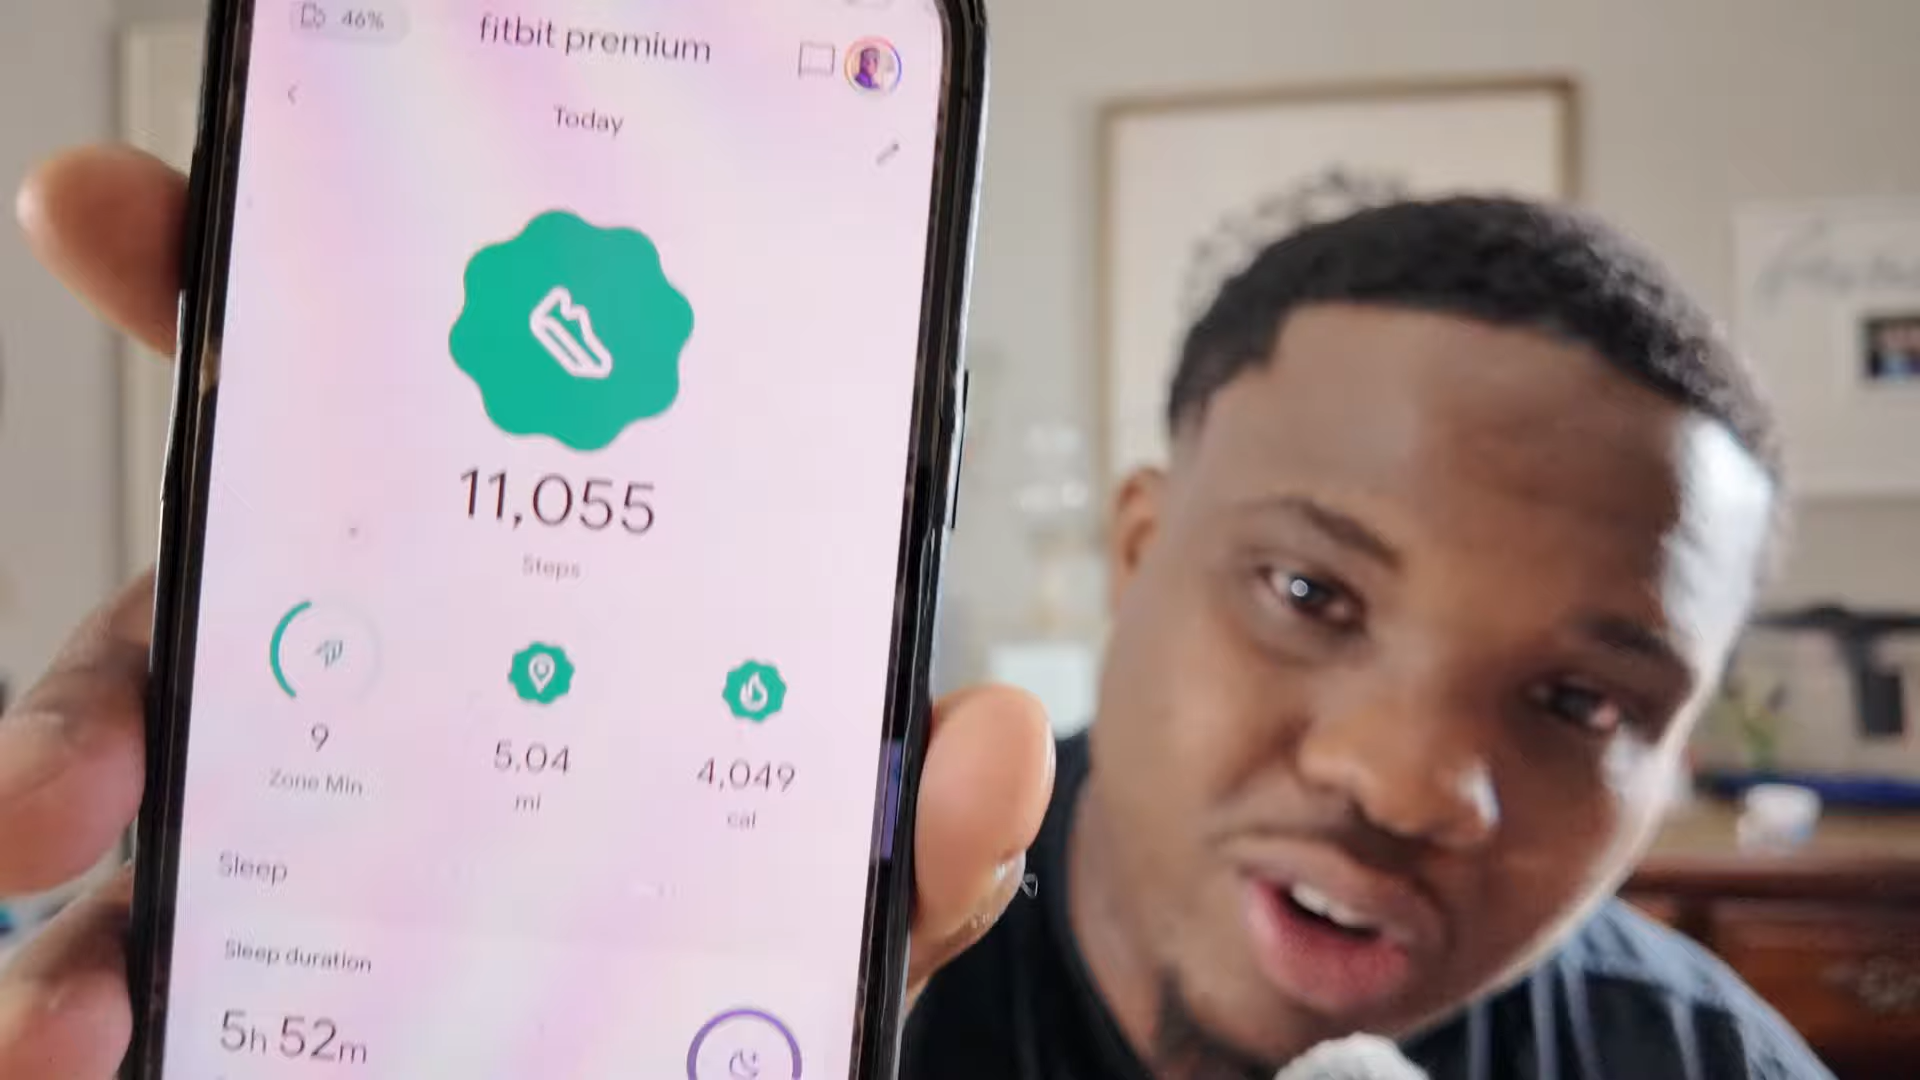 46%
fitbit premium
Today
11,055
Steps
9
Zone Min
5.04
mi
4,049
cal
Sleep
Sleep duration
5h 52m